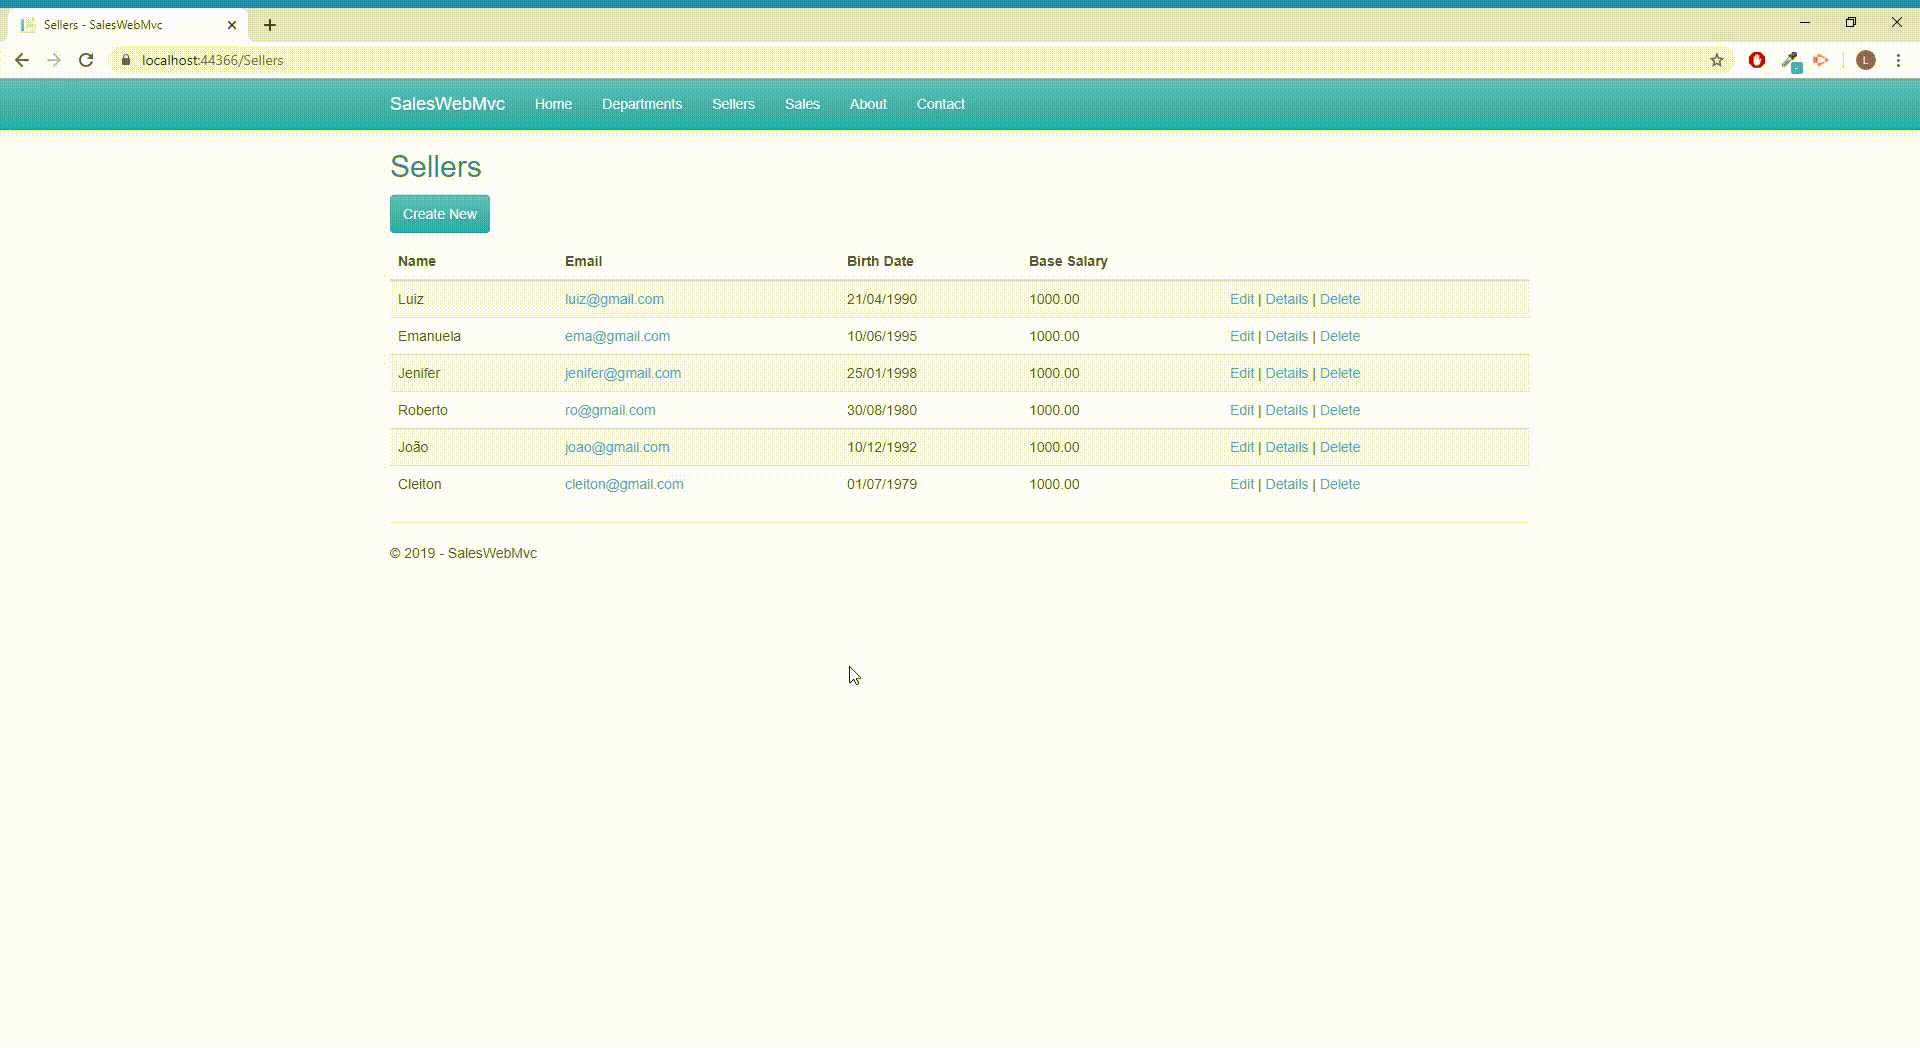 Sellers - SalesWebMvc
localhost:44366/Sellers
L
SalesWebMvc Home Departments Sellers Sales About Contact
Sellers
Create New
Name Email Birth Date Base Salary
Luiz luiz@gmail.com 21/04/1990 1000.00 Edit | Details | Delete
Emanuela ema@gmail.com 10/06/1995 1000.00 Edit | Details | Delete
Jenifer jenifer@gmail.com 25/01/1998 1000.00 Edit | Details | Delete
Roberto ro@gmail.com 30/08/1980 1000.00 Edit | Details | Delete
João joao@gmail.com 10/12/1992 1000.00 Edit | Details | Delete
Cleiton cleiton@gmail.com 01/07/1979 1000.00 Edit | Details | Delete
© 2019 - SalesWebMvc